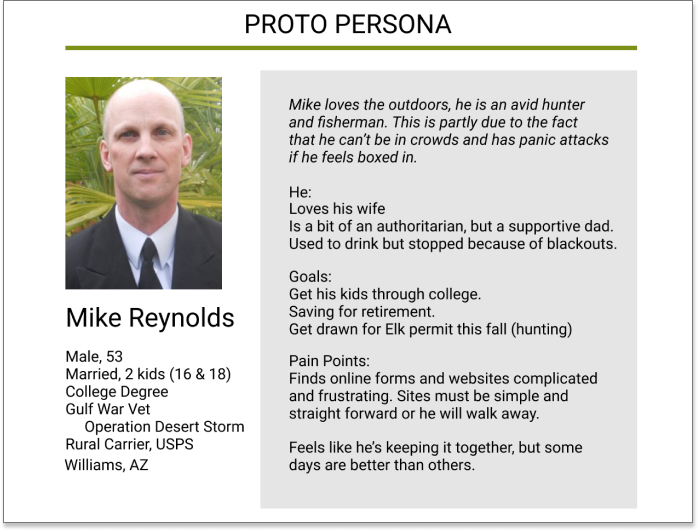 PROTO PERSONA
Mike Reynolds
Male, 53
Married, 2 kids (16 & 18)
College Degree
Gulf War Vet
Operation Desert Storm
Rural Carrier, USPS
Williams, AZ
Mike loves the outdoors, he is an avid hunter
and fisherman. This is partly due to the fact
that he can’t be in crowds and has panic attacks
if he feels boxed in.
He:
Loves his wife
Is a bit of an authoritarian, but a supportive dad.
Used to drink but stopped because of blackouts.
Goals:
Get his kids through college.
Saving for retirement.
Get drawn for Elk permit this fall (hunting)
Pain Points:
Finds online forms and websites complicated
and frustrating. Sites must be simple and
straight forward or he will walk away.
Feels like he’s keeping it together, but some
days are better than others.